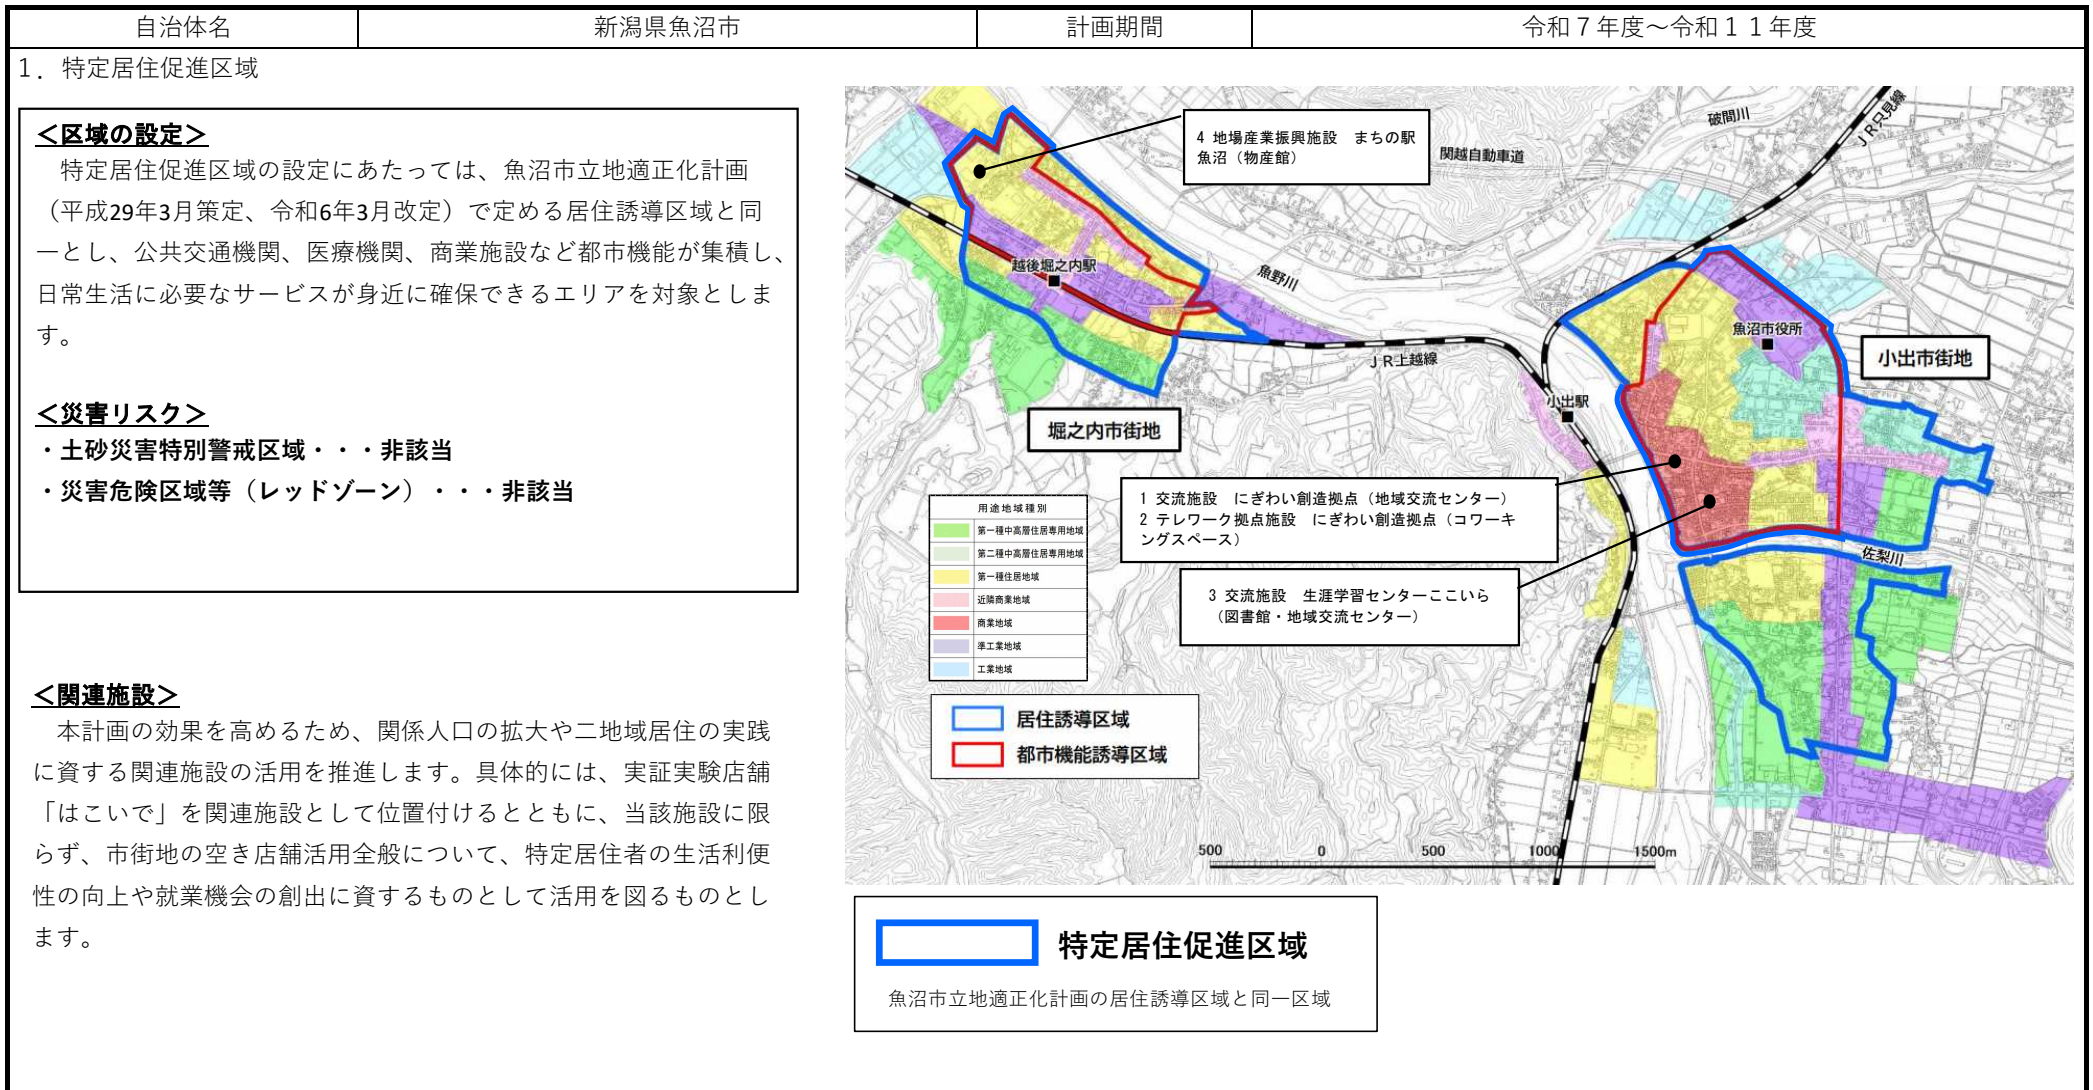 自治体名
新潟県魚沼市
計画期間
令和７年度～令和１１年度
１．特定居住促進区域
＜区域の設定＞
　特定居住促進区域の設定にあたっては、魚沼市立地適正化計画
（平成29年3月策定、令和6年3月改定）で定める居住誘導区域と同
一とし、公共交通機関、医療機関、商業施設など都市機能が集積し、
日常生活に必要なサービスが身近に確保できるエリアを対象としま
す。
＜災害リスク＞
・土砂災害特別警戒区域・・・非該当
・災害危険区域等（レッドゾーン）・・・非該当
＜関連施設＞
　本計画の効果を高めるため、関係人口の拡大や二地域居住の実践
に資する関連施設の活用を推進します。具体的には、実証実験店舗
「はこいで」を関連施設として位置付けるとともに、当該施設に限
らず、市街地の空き店舗活用全般について、特定居住者の生活利便
性の向上や就業機会の創出に資するものとして活用を図るものとし
ます。
4 地場産業振興施設　まちの駅
魚沼（物産館）
関越自動車道
破間川
ＪＲ只見線
越後堀之内駅
魚野川
ＪＲ上越線
魚沼市役所
小出市街地
小出駅
堀之内市街地
1 交流施設　にぎわい創造拠点（地域交流センター）
2 テレワーク拠点施設　にぎわい創造拠点（コワーキ
ングスペース）
佐梨川
3 交流施設　生涯学習センターここいら
（図書館・地域交流センター）
用途地域種別
第一種中高層住居専用地域
第二種中高層住居専用地域
第一種住居地域
近隣商業地域
商業地域
準工業地域
工業地域
居住誘導区域
都市機能誘導区域
500 0 500 1000 1500m
特定居住促進区域
魚沼市立地適正化計画の居住誘導区域と同一区域